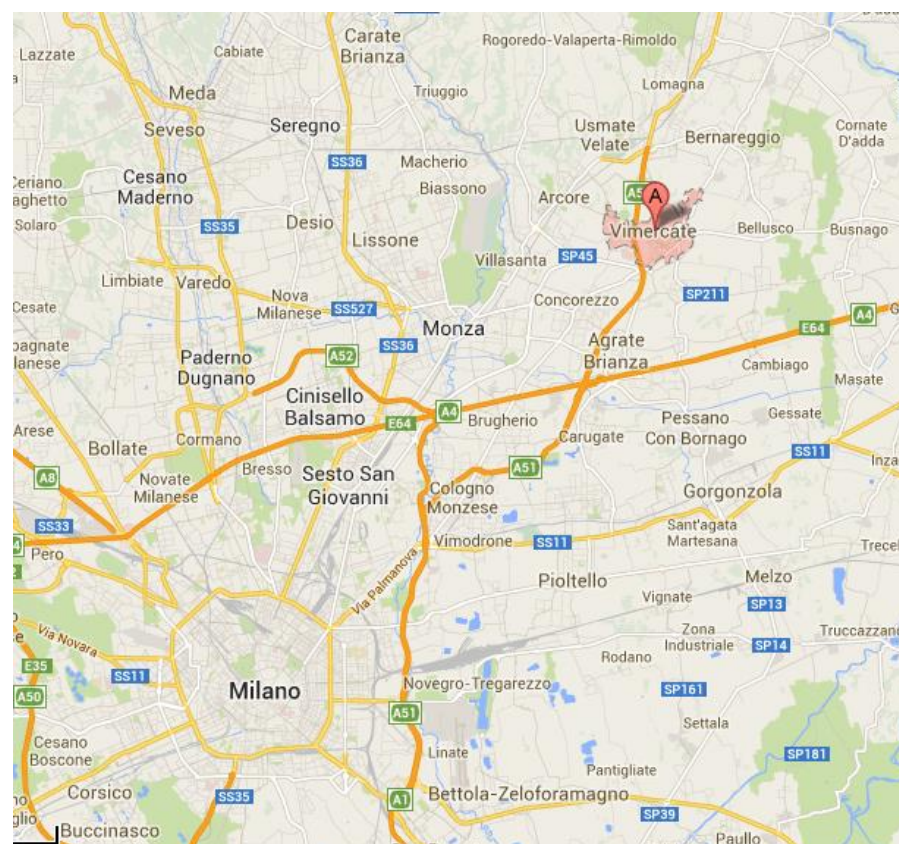 D'adda
Carate
Brianza
Rogoredo-Valaperta-Rimoldo
Lazzate
Cabiate
Lomagna
Meda
Triuggio
Seregno
Usmate
Velate
Bernareggio
Cornate
D'adda
Seveso
SS36
Macherio
Cesano
Maderno
Biassono
Arcore
A
Ceriano
aghetto
Solaro
SS35
Desio
Lissone
Vimercate
Bellusco
Busnago
Villasanta
SP45
Limbiate
Varedo
Nova
Milanese
SS527
Concorezzo
SP211
Cesate
Monza
E64
A4
SS36
Agrate
Brianza
Paderno
Dugnano
A52
Cambiago
Masate
Cinisello
Balsamo
A4
E64
Brugherio
Pessano
Con Bornago
Gessate
Arese
Bollate
Cormano
Carugate
SS11
Bresso
A51
A8
Novate
Milanese
Sesto San
Giovanni
Cologno
Monzese
Gorgonzola
SS33
Sant'agata
Martesana
Pero
Vimodrone
SS11
Via Palmanova
Pioltello
Melzo
Vignate
SP13
Via Novara
Zona
Industriale
Truccazzan
SP14
Rodano
E35
SS11
A50
Milano
Novegro-Tregarezzo
SP161
A51
Settala
Cesano
Boscone
Linate
SP181
Pantigliate
Corsico
SS35
A1
Bettola-Zeloforamagno
SP39
Buccinasco
Paullo